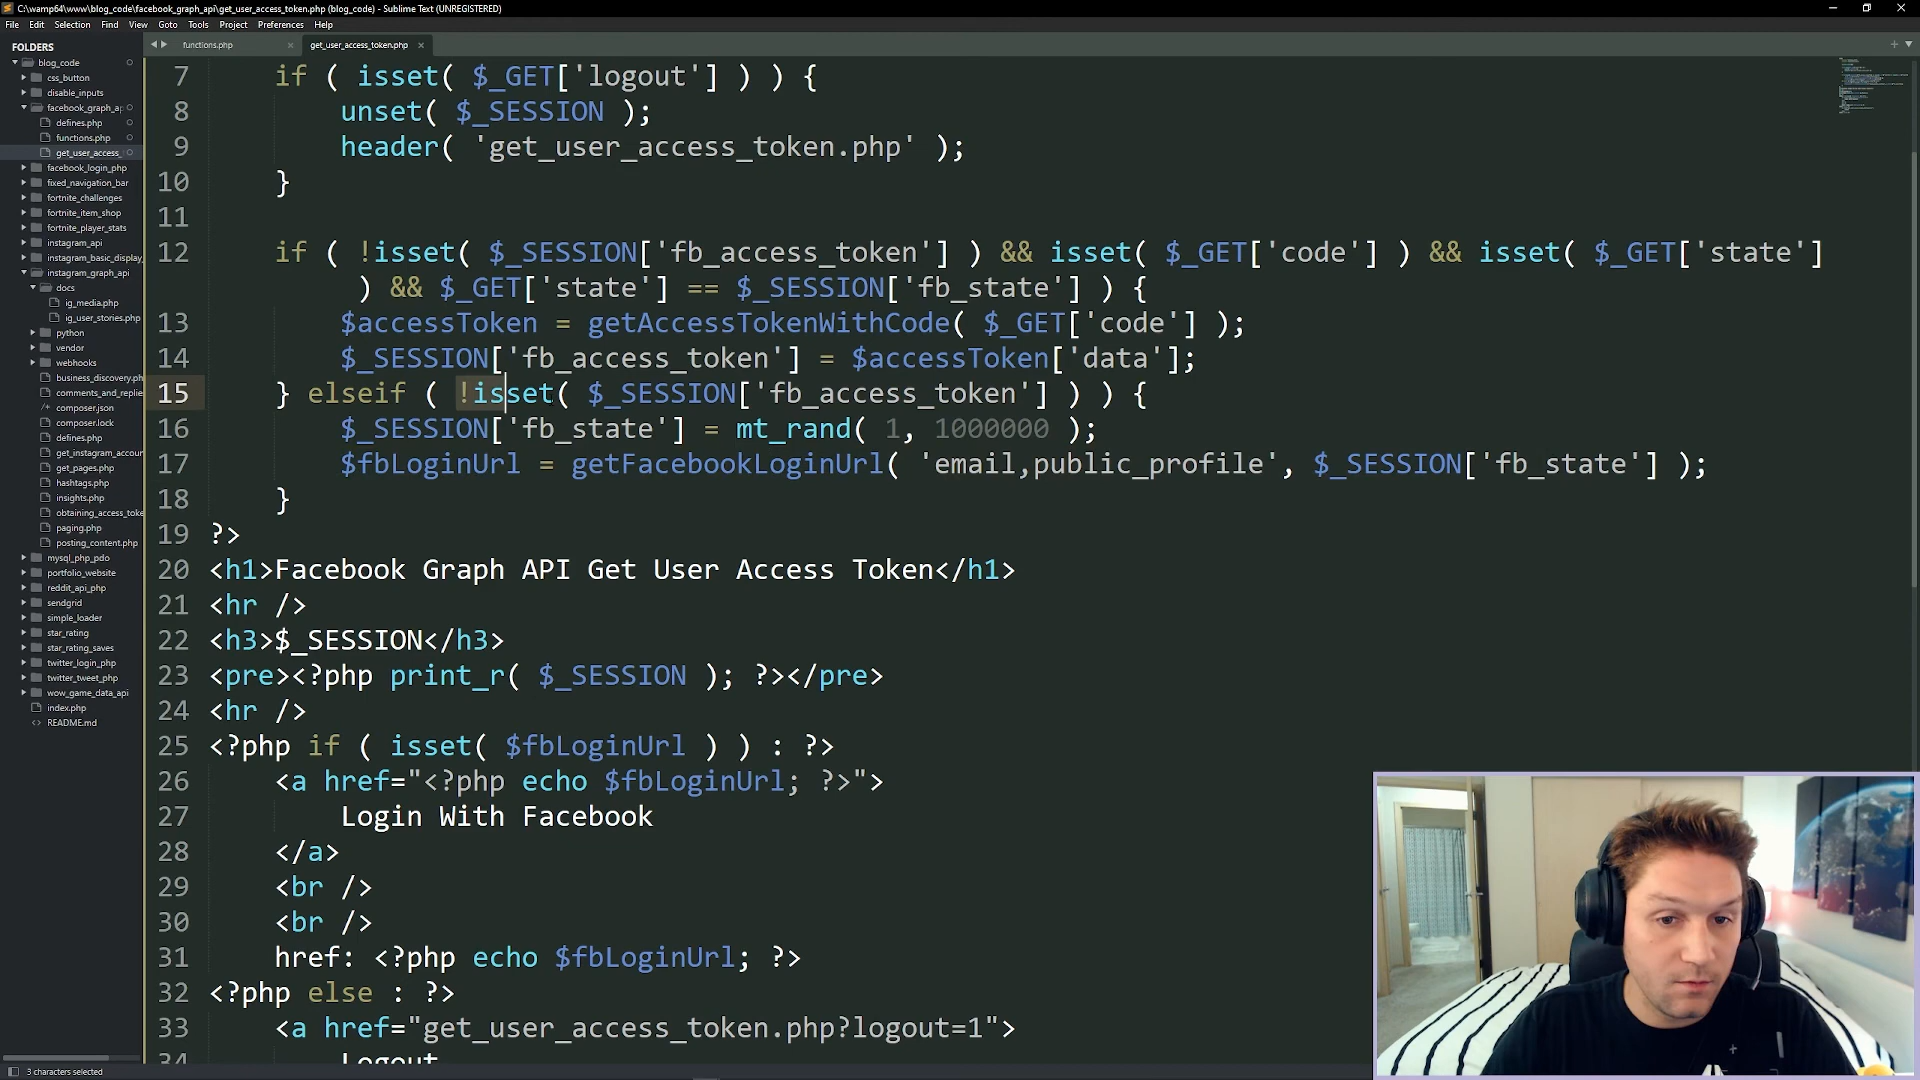 C:\wamp64\www\blog_code\facebook_graph_api\get_user_access_token.php (blog_code) - Sublime Text (UNREGISTERED)
File Edit Selection Find View Goto Tools Project Preferences Help
FOLDERS
blog_code
css_button
disable_inputs
facebook_graph_ap
defines.php
functions.php
get_user_access_
facebook_login_php
fixed_navigation_bar
fortnite_challenges
fortnite_item_shop
fortnite_player_stats
instagram_api
instagram_basic_display_
instagram_graph_api
docs
ig_media.php
ig_user_stories.php
python
vendor
webhooks
business_discovery.ph
comments_and_replie
composer.json
composer.lock
defines.php
get_instagram_accoun
get_pages.php
hashtags.php
insights.php
obtaining_access_toke
paging.php
posting_content.php
mysql_php_pdo
portfolio_website
reddit_api_php
sendgrid
simple_loader
star_rating
star_rating_saves
twitter_login_php
twitter_tweet_php
wow_game_data_api
index.php
README.md
functions.php get_user_access_token.php
7 if ( isset( $_GET['logout'] ) ) {
8 unset( $_SESSION );
9 header( 'get_user_access_token.php' );
10 }
11
12 if ( !isset( $_SESSION['fb_access_token'] ) && isset( $_GET['code'] ) && isset( $_GET['state']
) && $_GET['state'] == $_SESSION['fb_state'] ) {
13 $accessToken = getAccessTokenWithCode( $_GET['code'] );
14 $_SESSION['fb_access_token'] = $accessToken['data'];
15 } elseif ( !isset( $_SESSION['fb_access_token'] ) ) {
16 $_SESSION['fb_state'] = mt_rand( 1, 1000000 );
17 $fbLoginUrl = getFacebookLoginUrl( 'email,public_profile', $_SESSION['fb_state'] );
18 }
19 ?>
20 <h1>Facebook Graph API Get User Access Token</h1>
21 <hr />
22 <h3>$_SESSION</h3>
23 <pre><?php print_r( $_SESSION ); ?></pre>
24 <hr />
25 <?php if ( isset( $fbLoginUrl ) ) : ?>
26 <a href="<?php echo $fbLoginUrl; ?>">
27 Login With Facebook
28 </a>
29 <br />
30 <br />
31 href: <?php echo $fbLoginUrl; ?>
32 <?php else : ?>
33 <a href="get_user_access_token.php?logout=1">
34 Logout
3 characters selected